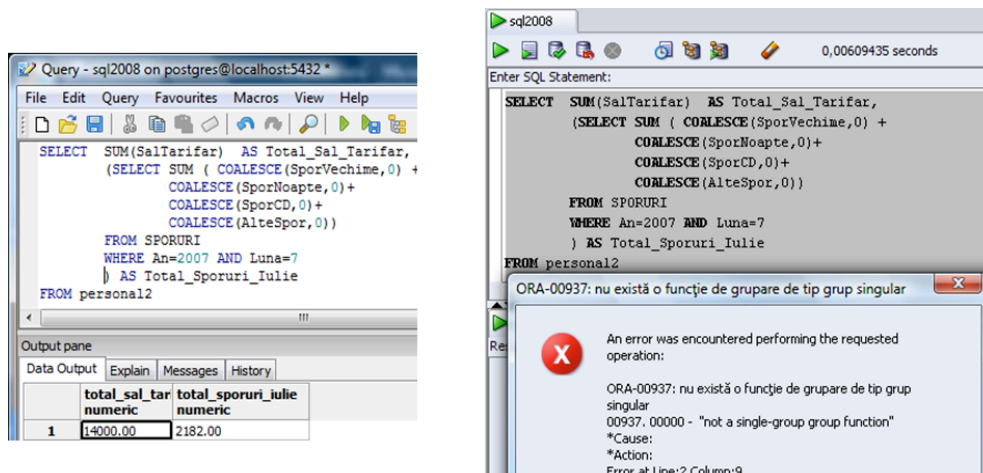 Query - sql2008 on postgres@localhost:5432 *
File Edit Query Favourites Macros View Help
SELECT SUM(SalTarifar) AS Total_Sal_Tarifar,
(SELECT SUM ( COALESCE(SporVechime,0) +
COALESCE(SporNoapte,0)+
COALESCE(SporCD,0)+
COALESCE(AlteSpor,0))
FROM SPORURI
WHERE An=2007 AND Luna=7
) AS Total_Sporuri_Iulie
FROM personal2
Output pane
Data Output Explain Messages History
total_sal_tari total_sporuri_iulie
numeric numeric
1 14000.00 2182.00
sql2008
0,00609435 seconds
Enter SQL Statement:
SELECT SUM(SalTarifar) AS Total_Sal_Tarifar,
(SELECT SUM ( COALESCE(SporVechime,0) +
COALESCE(SporNoapte,0)+
COALESCE(SporCD,0)+
COALESCE(AlteSpor,0))
FROM SPORURI
WHERE An=2007 AND Luna=7
) AS Total_Sporuri_Iulie
FROM personal2
ORA-00937: nu există o funcţie de grupare de tip grup singular
Re
An error was encountered performing the requested
operation:
ORA-00937: nu există o funcţie de grupare de tip grup
singular
00937. 00000 - "not a single-group group function"
*Cause:
*Action:
Error at Line:2 Column:9